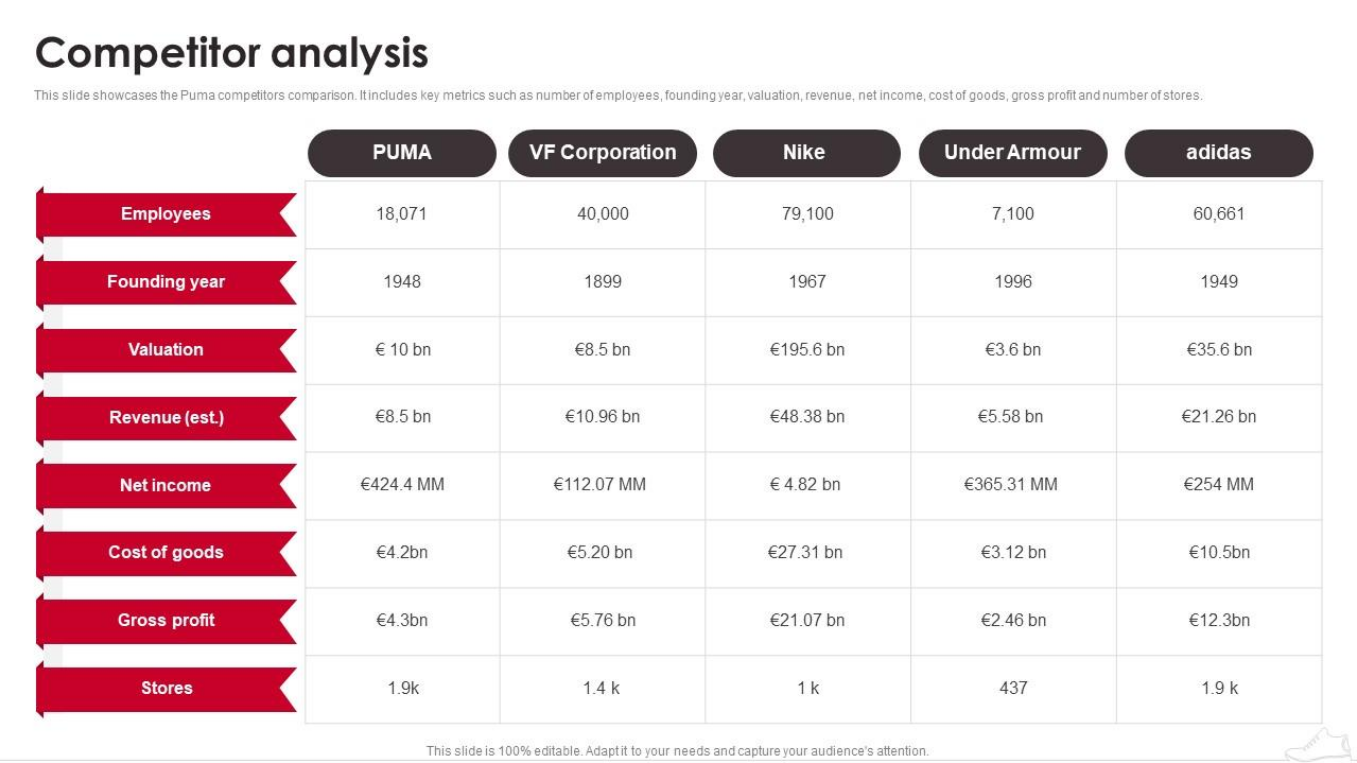 Competitor analysis
This slide showcases the Puma competitors comparison. It includes key metrics such as number of employees, founding year, valuation, revenue, net income, cost of goods, gross profit and number of stores.
PUMA VF Corporation Nike Under Armour adidas
Employees 18,071 40,000 79,100 7,100 60,661
Founding year 1948 1899 1967 1996 1949
Valuation € 10 bn €8.5 bn €195.6 bn €3.6 bn €35.6 bn
Revenue (est.) €8.5 bn €10.96 bn €48.38 bn €5.58 bn €21.26 bn
Net income €424.4 MM €112.07 MM € 4.82 bn €365.31 MM €254 MM
Cost of goods €4.2bn €5.20 bn €27.31 bn €3.12 bn €10.5bn
Gross profit €4.3bn €5.76 bn €21.07 bn €2.46 bn €12.3bn
Stores 1.9k 1.4 k 1 k 437 1.9 k
This slide is 100% editable. Adapt it to your needs and capture your audience's attention.